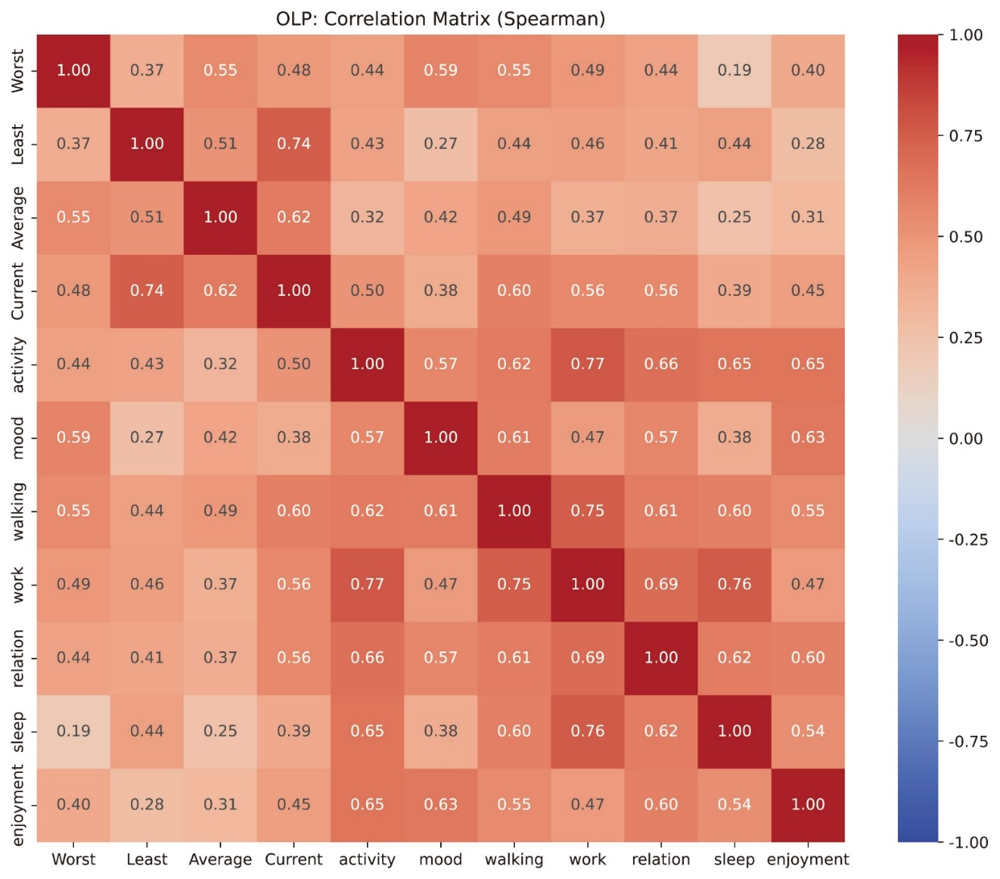 OLP: Correlation Matrix (Spearman)
Worst 1.00 0.37 0.55 0.48 0.44 0.59 0.55 0.49 0.44 0.19 0.40
Least 0.37 1.00 0.51 0.74 0.43 0.27 0.44 0.46 0.41 0.44 0.28
Average 0.55 0.51 1.00 0.62 0.32 0.42 0.49 0.37 0.37 0.25 0.31
Current 0.48 0.74 0.62 1.00 0.50 0.38 0.60 0.56 0.56 0.39 0.45
activity 0.44 0.43 0.32 0.50 1.00 0.57 0.62 0.77 0.66 0.65 0.65
mood 0.59 0.27 0.42 0.38 0.57 1.00 0.61 0.47 0.57 0.38 0.63
walking 0.55 0.44 0.49 0.60 0.62 0.61 1.00 0.75 0.61 0.60 0.55
work 0.49 0.46 0.37 0.56 0.77 0.47 0.75 1.00 0.69 0.76 0.47
relation 0.44 0.41 0.37 0.56 0.66 0.57 0.61 0.69 1.00 0.62 0.60
sleep 0.19 0.44 0.25 0.39 0.65 0.38 0.60 0.76 0.62 1.00 0.54
enjoyment 0.40 0.28 0.31 0.45 0.65 0.63 0.55 0.47 0.60 0.54 1.00
Worst Least Average Current activity mood walking work relation sleep enjoyment
1.00
0.75
0.50
0.25
0.00
-0.25
-0.50
-0.75
-1.00